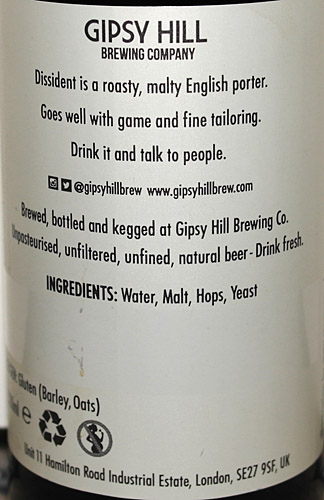 GIPSY HILL
BREWING COMPANY
Dissident is a roasty, malty English porter.
Goes well with game and fine tailoring.
Drink it and talk to people.
@gipsyhillbrew www.gipsyhillbrew.com
Brewed, bottled and kegged at Gipsy Hill Brewing Co.
Unpasteurised, unfiltered, unfined, natural beer - Drink fresh.
INGREDIENTS: Water, Malt, Hops, Yeast
Gluten (Barley, Oats)
e
Unit 11 Hamilton Road Industrial Estate, London, SE27 9SF, UK